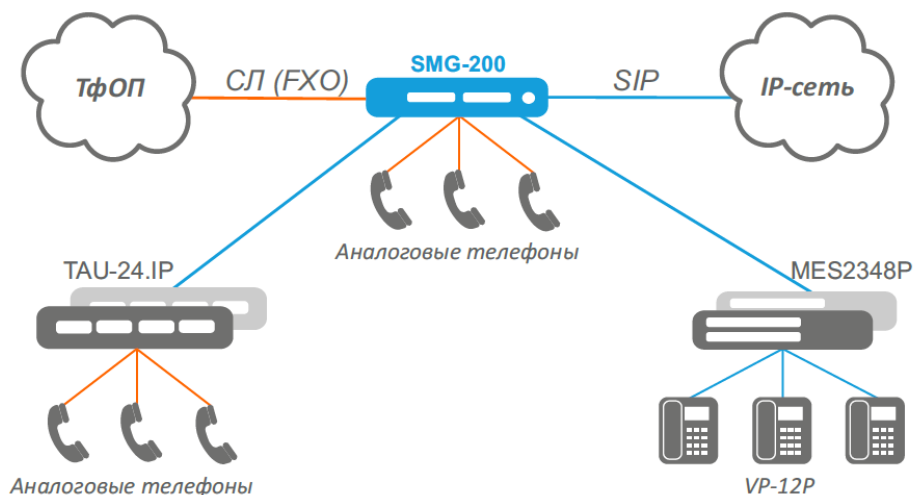 SMG-200
ТфОП
СЛ (FXO)
SIP
IP-сеть
Аналоговые телефоны
TAU-24.IP
MES2348P
Аналоговые телефоны
VP-12P